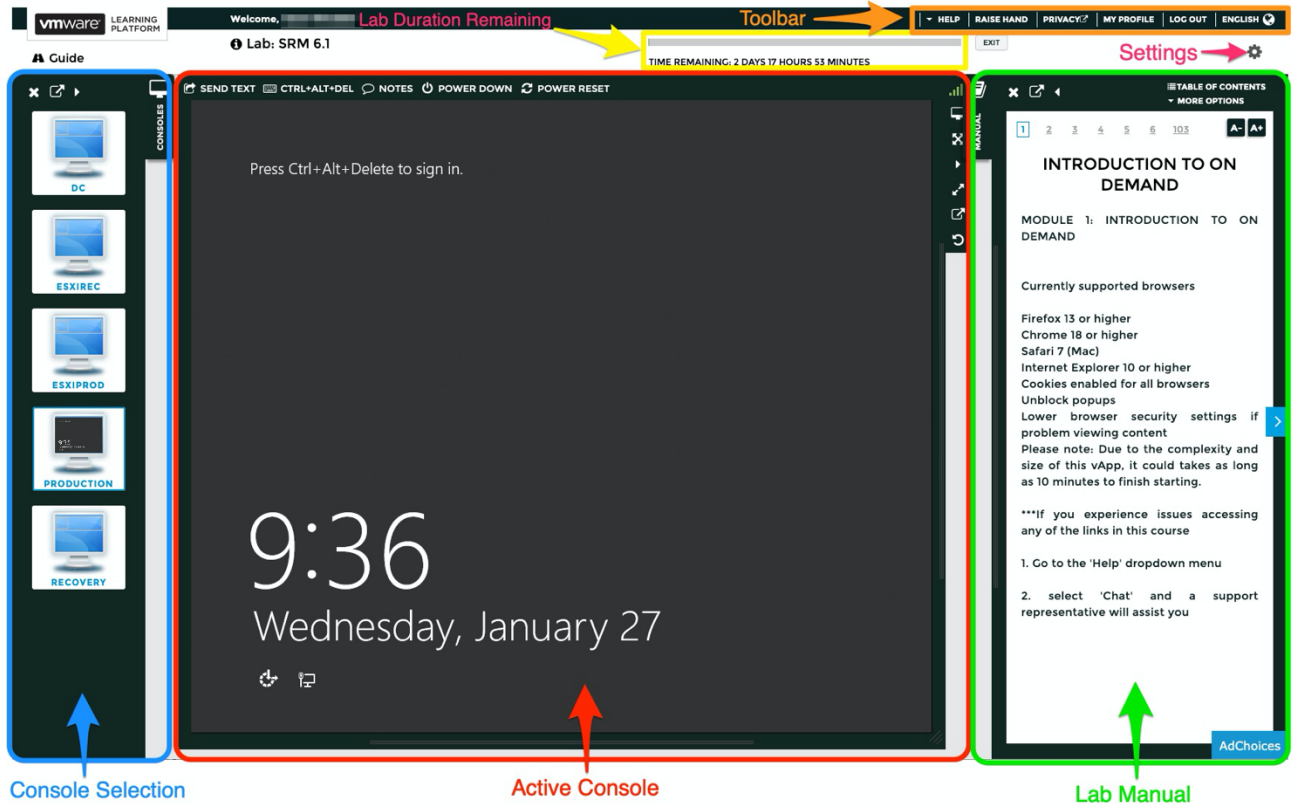 vmware LEARNING PLATFORM
Welcome,
Lab Duration Remaining
Toolbar
HELP RAISE HAND PRIVACY MY PROFILE LOG OUT ENGLISH
Guide
Lab: SRM 6.1
TIME REMAINING: 2 DAYS 17 HOURS 53 MINUTES
EXIT
Settings
CONSOLES
DC
ESXIREC
ESXIPROD
9:36
PRODUCTION
RECOVERY
Console Selection
SEND TEXT CTRL+ALT+DEL NOTES POWER DOWN POWER RESET
Press Ctrl+Alt+Delete to sign in.
9:36
Wednesday, January 27
Active Console
MANUAL
TABLE OF CONTENTS
MORE OPTIONS
1 2 3 4 5 6 103 A- A+
INTRODUCTION TO ON
DEMAND
MODULE 1: INTRODUCTION TO ON
DEMAND
Currently supported browsers
Firefox 13 or higher
Chrome 18 or higher
Safari 7 (Mac)
Internet Explorer 10 or higher
Cookies enabled for all browsers
Unblock popups
Lower browser security settings if
problem viewing content
Please note: Due to the complexity and
size of this vApp, it could takes as long
as 10 minutes to finish starting.
***If you experience issues accessing
any of the links in this course
1. Go to the 'Help' dropdown menu
2. select 'Chat' and a support
representative will assist you
AdChoices
Lab Manual